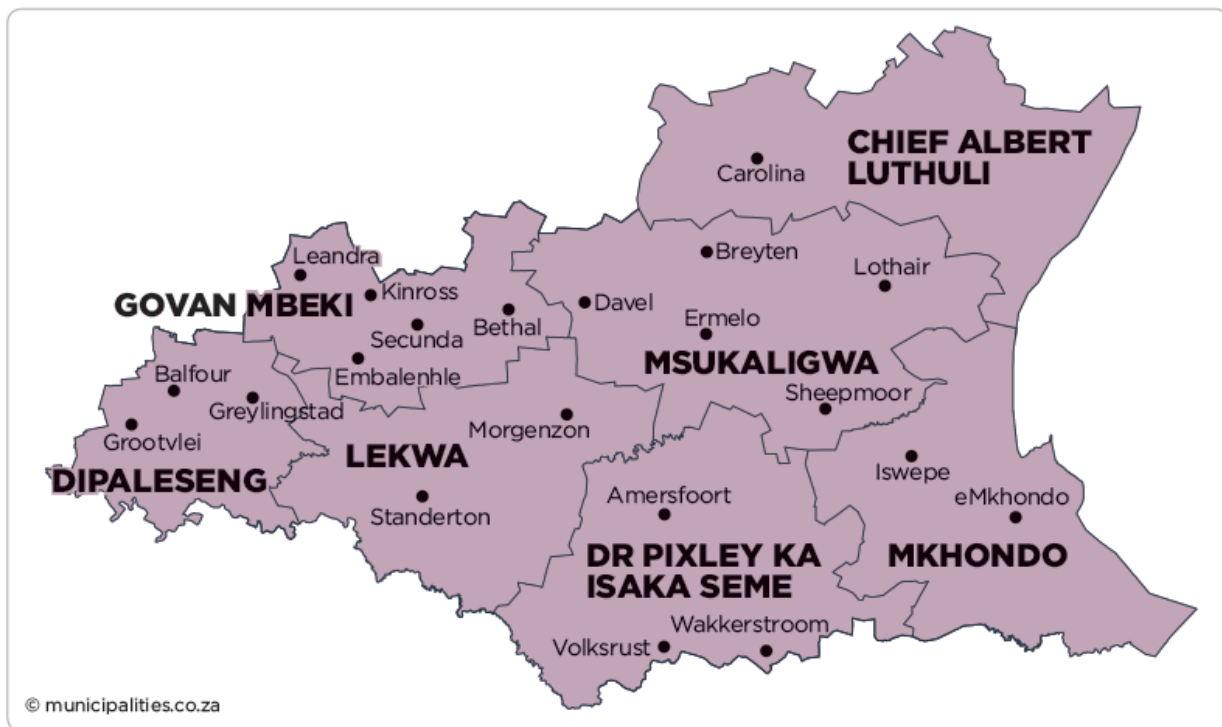 CHIEF ALBERT
LUTHULI
Carolina
Breyten
Lothair
Leandra
Kinross
Davel
GOVAN MBEKI
Bethal
Ermelo
Secunda
MSUKALIGWA
Embalenhle
Balfour
Sheepmoor
Greylingstad
Morgenzon
Grootvlei
LEKWA
Iswepe
DIPALESENG
Amersfoort
eMkhondo
Standerton
DR PIXLEY KA
ISAKA SEME
MKHONDO
Wakkerstroom
Volksrust
© municipalities.co.za